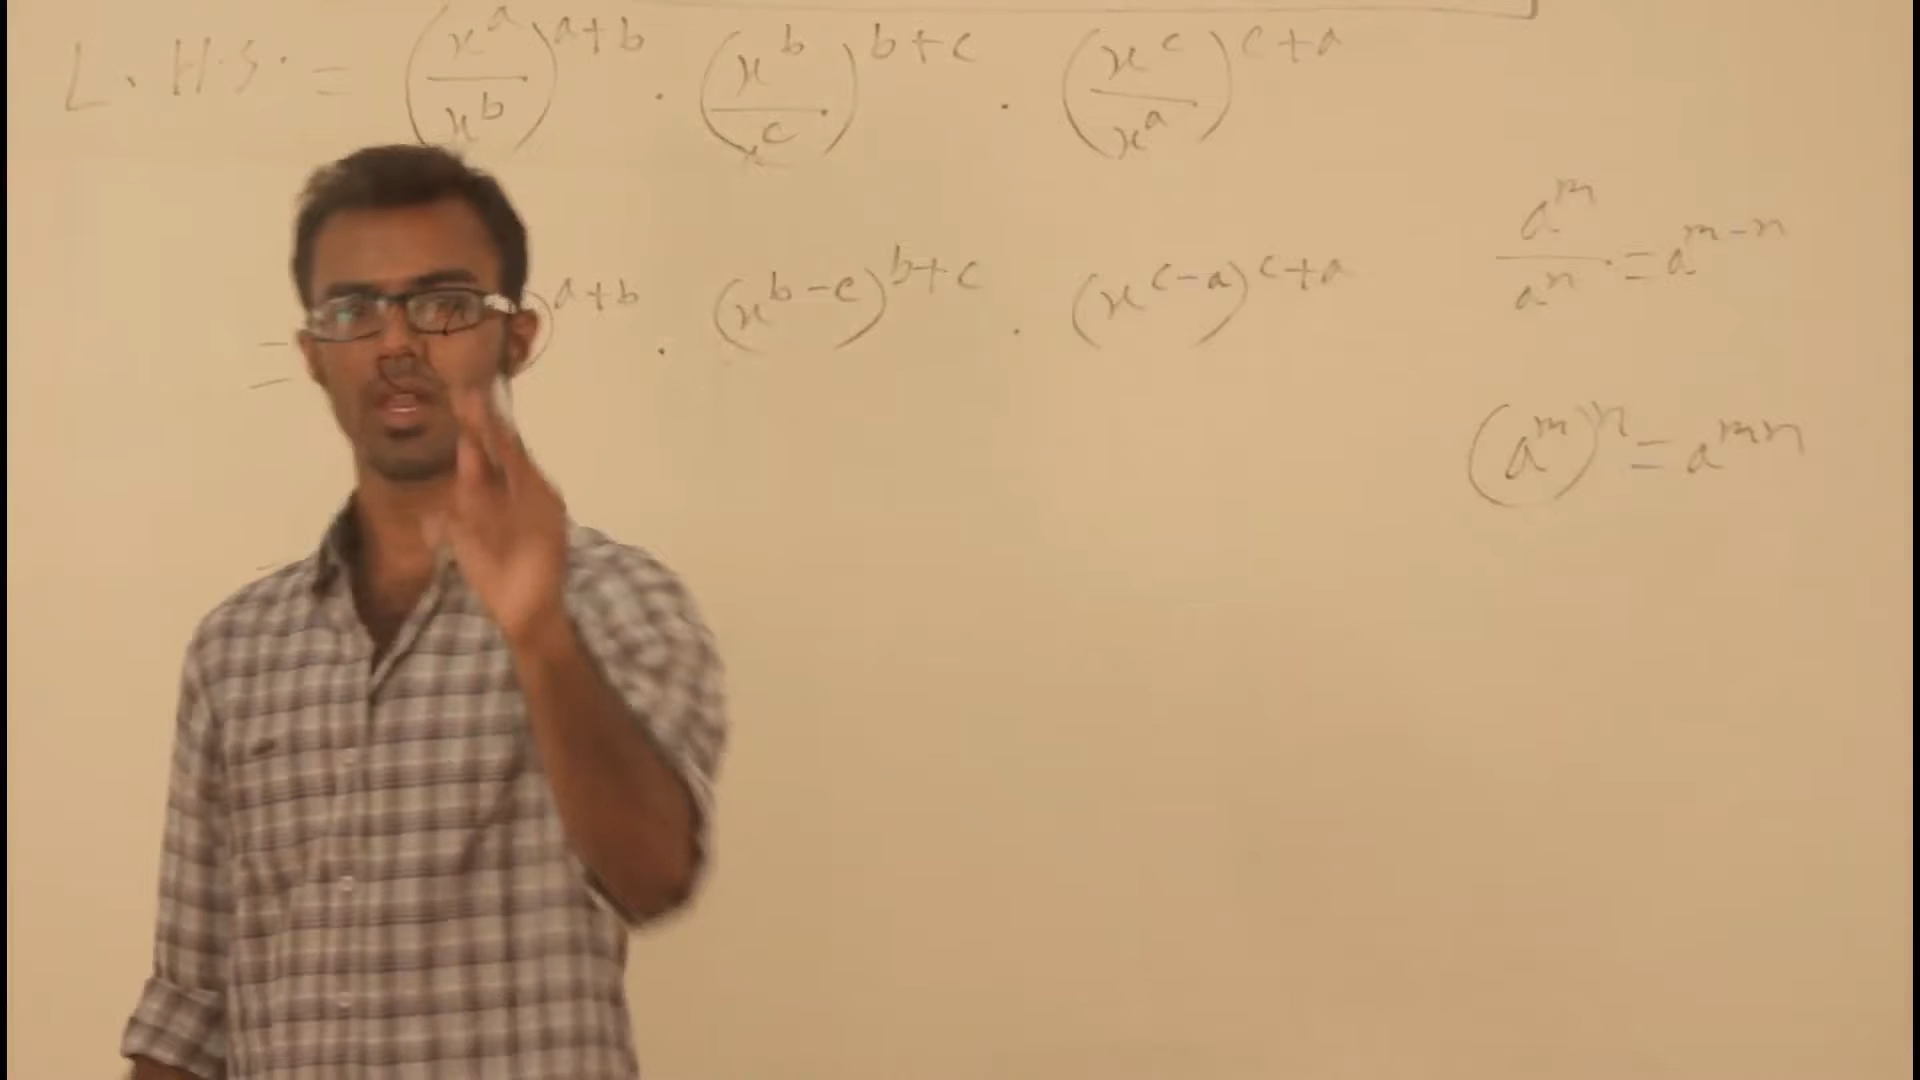 L.H.S. = (x^a/x^b)^{a+b} . (x^b/x^c)^{b+c} . (x^c/x^a)^{c+a}
a^m/a^n = a^{m-n}
= )^{a+b} . (x^{b-c})^{b+c} . (x^{c-a})^{c+a}
(a^m)^n = a^{mn}